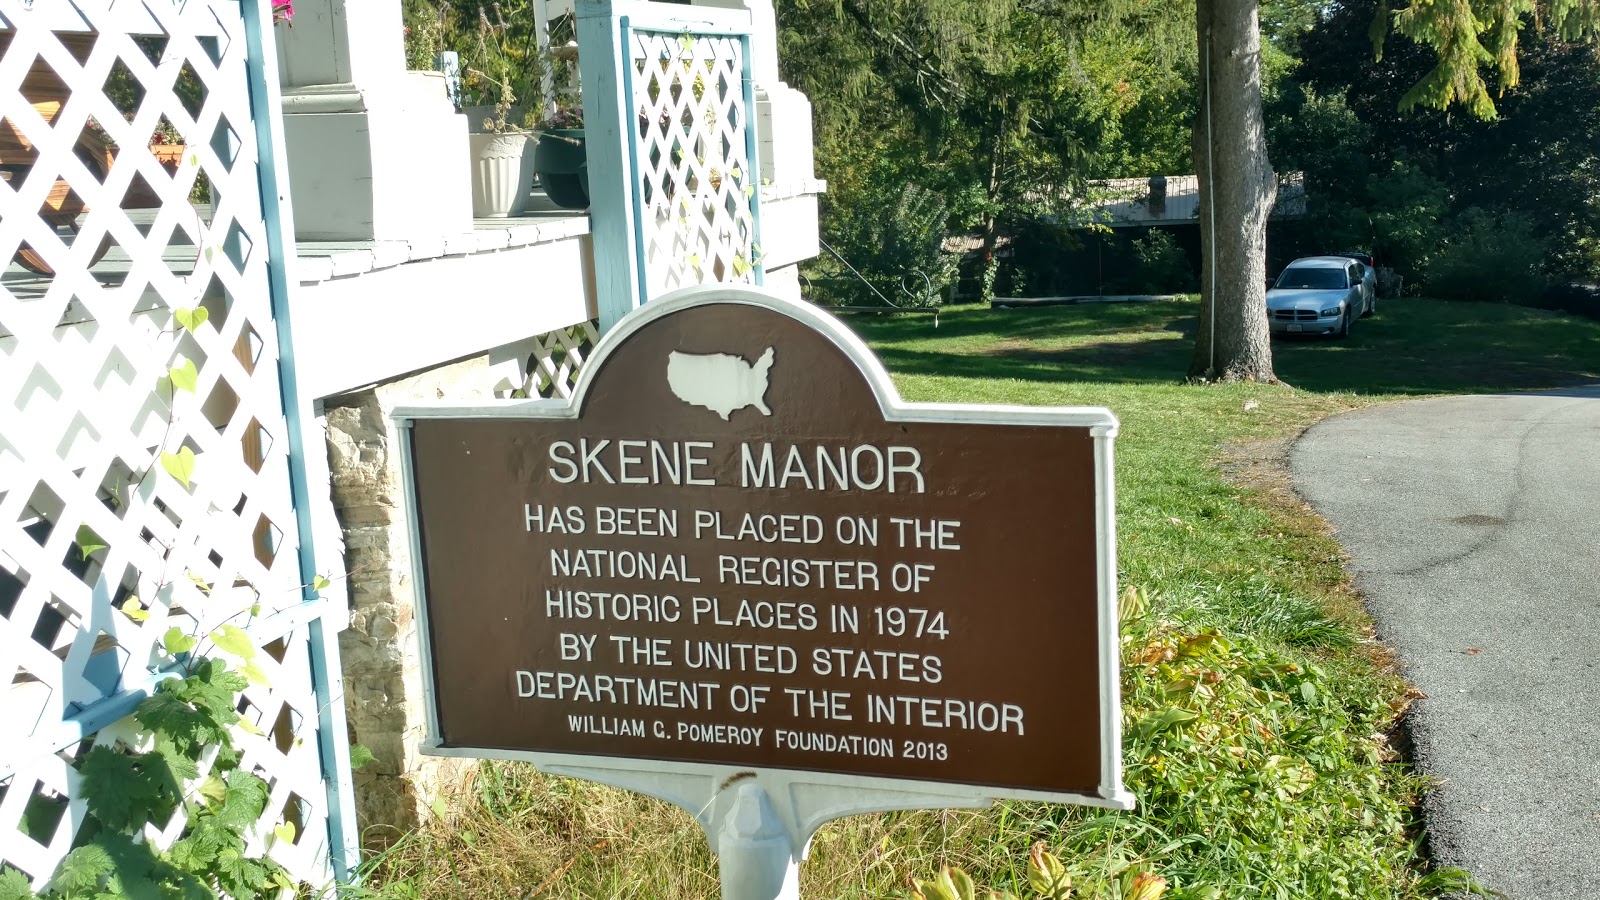 SKENE MANOR
HAS BEEN PLACED ON THE
NATIONAL REGISTER OF
HISTORIC PLACES IN 1974
BY THE UNITED STATES
DEPARTMENT OF THE INTERIOR
WILLIAM G. POMEROY FOUNDATION 2013